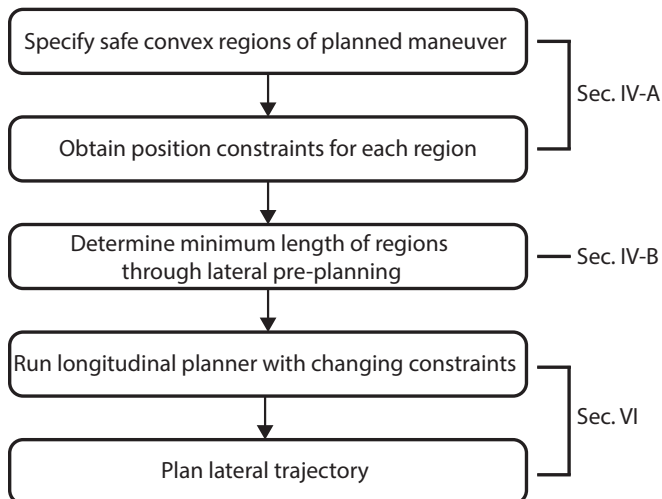 Specify safe convex regions of planned maneuver
Sec. IV-A
Obtain position constraints for each region
Determine minimum length of regions
through lateral pre-planning
Sec. IV-B
Run longitudinal planner with changing constraints
Sec. VI
Plan lateral trajectory